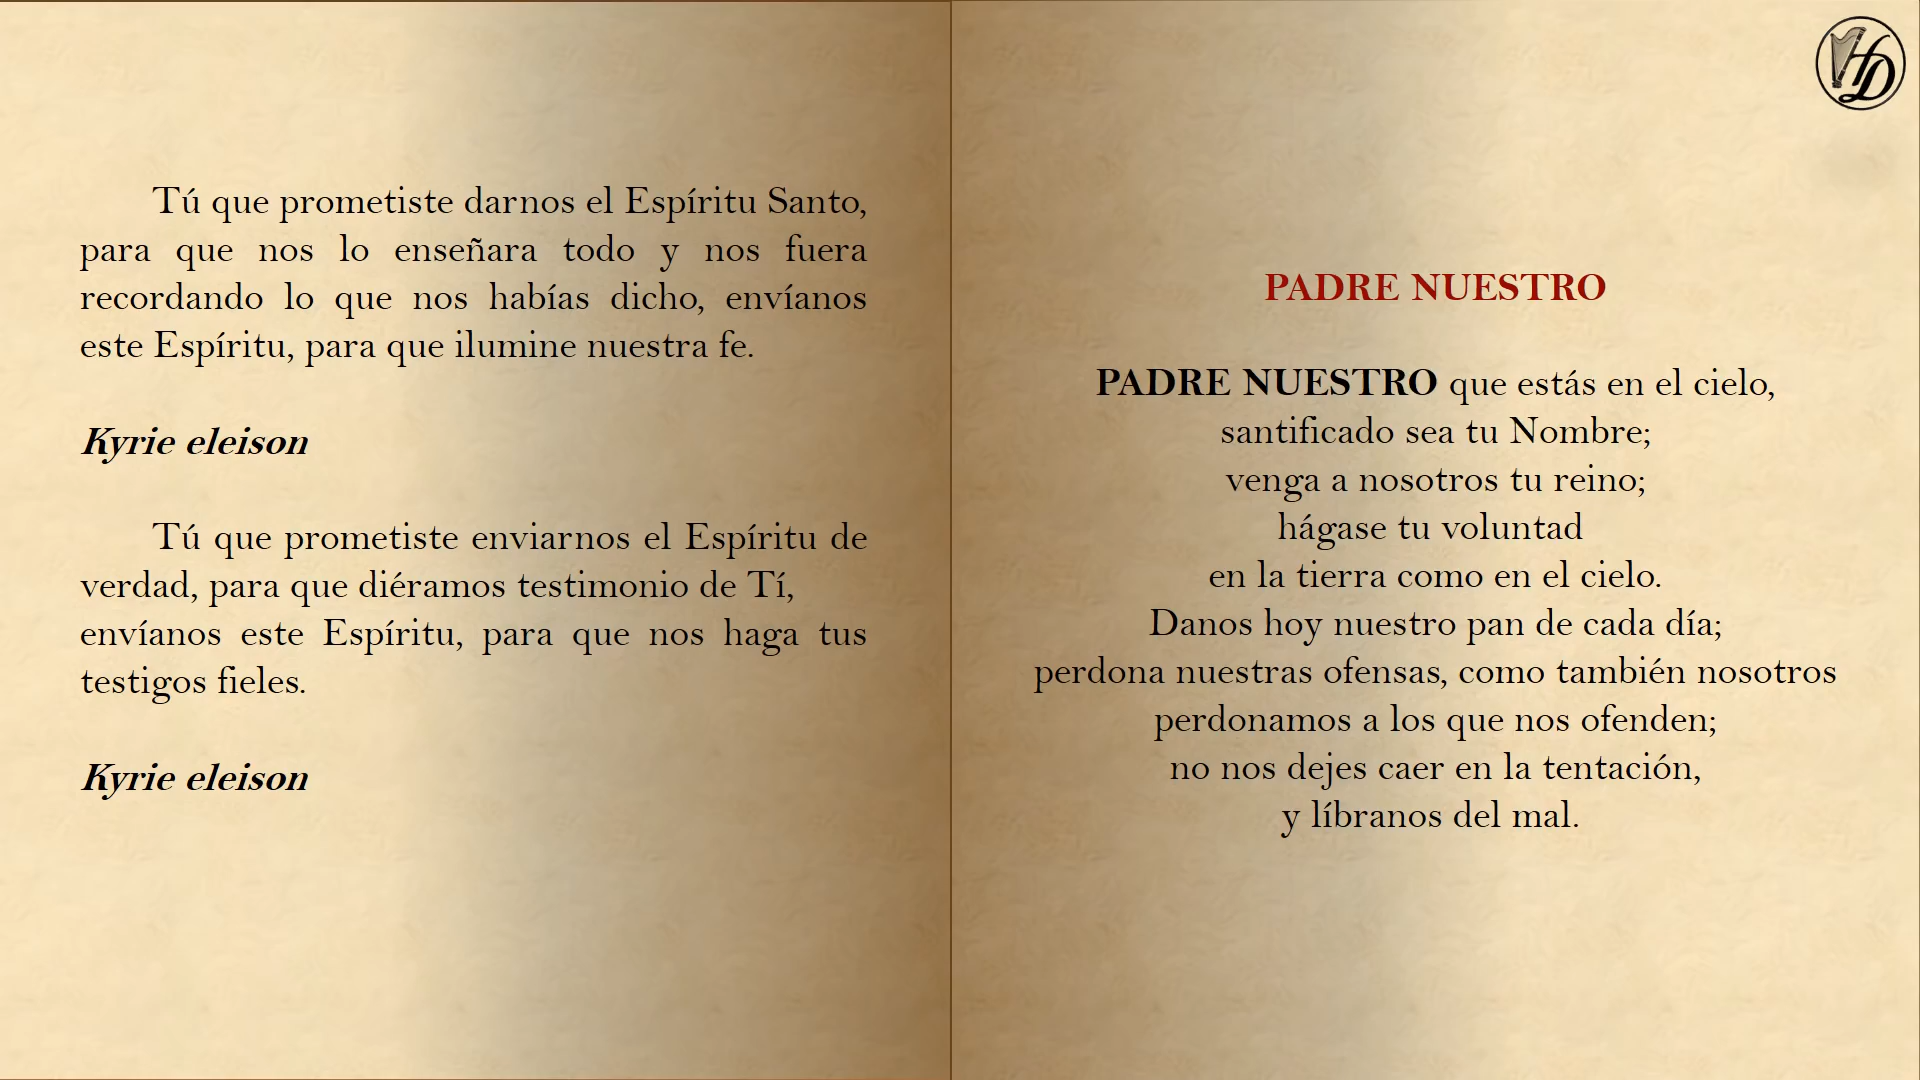 Tú que prometiste darnos el Espíritu Santo,
para que nos lo enseñara todo y nos fuera
recordando lo que nos habías dicho, envíanos
este Espíritu, para que ilumine nuestra fe.
Kyrie eleison
Tú que prometiste enviarnos el Espíritu de
verdad, para que diéramos testimonio de Tí,
envíanos este Espíritu, para que nos haga tus
testigos fieles.
Kyrie eleison
HD
PADRE NUESTRO
PADRE NUESTRO que estás en el cielo,
santificado sea tu Nombre;
venga a nosotros tu reino;
hágase tu voluntad
en la tierra como en el cielo.
Danos hoy nuestro pan de cada día;
perdona nuestras ofensas, como también nosotros
perdonamos a los que nos ofenden;
no nos dejes caer en la tentación,
y líbranos del mal.